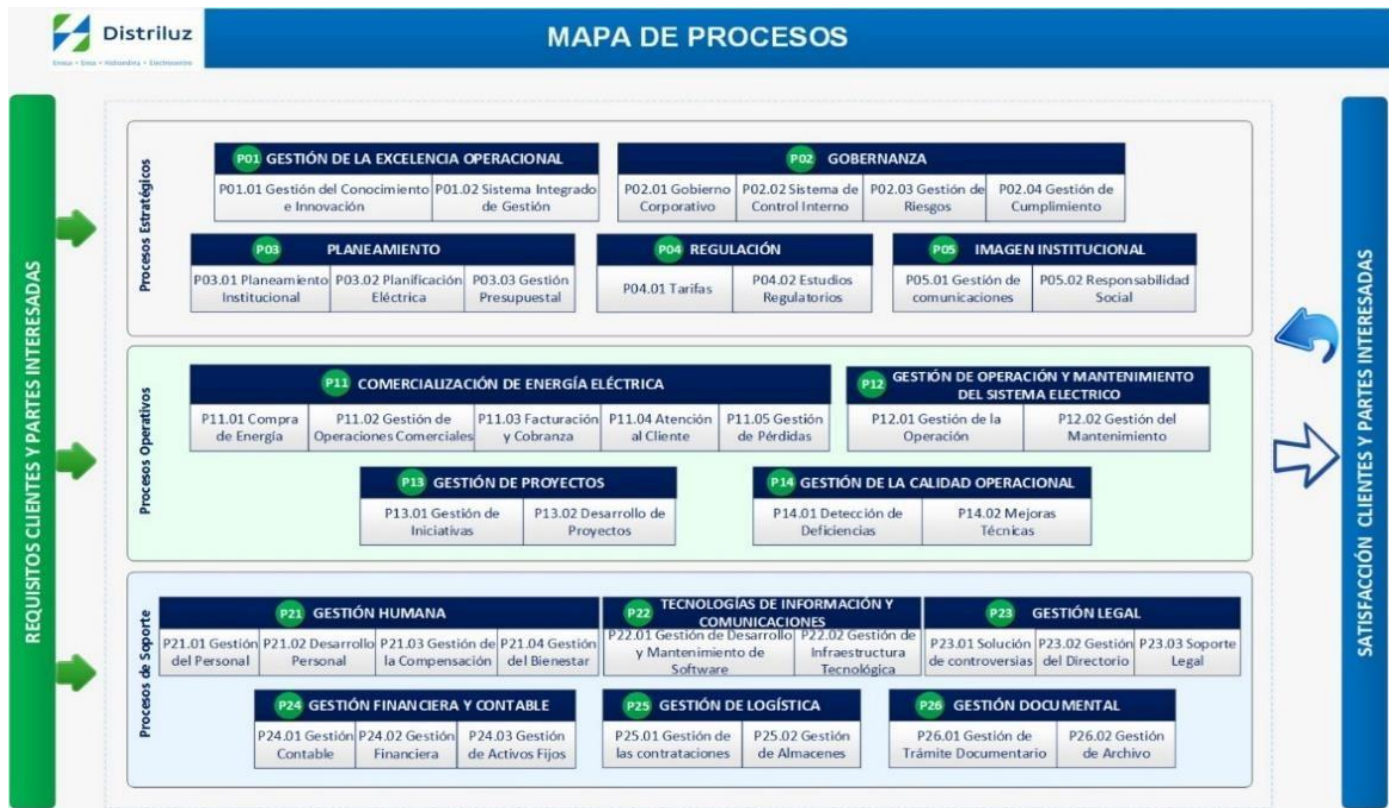 Distriluz
MAPA DE PROCESOS
Ensa • Enosa • Hidrandina • Electrocentro
REQUISITOS CLIENTES Y PARTES INTERESADAS
Procesos Estratégicos
P01 GESTIÓN DE LA EXCELENCIA OPERACIONAL
P01.01 Gestión del Conocimiento
e Innovación
P01.02 Sistema Integrado
de Gestión
P02 GOBERNANZA
P02.01 Gobierno
Corporativo
P02.02 Sistema de
Control Interno
P02.03 Gestión de
Riesgos
P02.04 Gestión de
Cumplimiento
P03 PLANEAMIENTO
P03.01 Planeamiento
Institucional
P03.02 Planificación
Eléctrica
P03.03 Gestión
Presupuestal
P04 REGULACIÓN
P04.01 Tarifas
P04.02 Estudios
Regulatorios
P05 IMAGEN INSTITUCIONAL
P05.01 Gestión de
comunicaciones
P05.02 Responsabilidad
Social
Procesos Operativos
P11 COMERCIALIZACIÓN DE ENERGÍA ELÉCTRICA
P11.01 Compra
de Energía
P11.02 Gestión de
Operaciones Comerciales
P11.03 Facturación
y Cobranza
P11.04 Atención
al Cliente
P11.05 Gestión
de Pérdidas
P12 GESTIÓN DE OPERACIÓN Y MANTENIMIENTO
DEL SISTEMA ELECTRICO
P12.01 Gestión de la
Operación
P12.02 Gestión del
Mantenimiento
P13 GESTIÓN DE PROYECTOS
P13.01 Gestión de
Iniciativas
P13.02 Desarrollo de
Proyectos
P14 GESTIÓN DE LA CALIDAD OPERACIONAL
P14.01 Detección de
Deficiencias
P14.02 Mejoras
Técnicas
Procesos de Soporte
P21 GESTIÓN HUMANA
P21.01 Gestión
del Personal
P21.02 Desarrollo
Personal
P21.03 Gestión de
la Compensación
P21.04 Gestión
del Bienestar
P22 TECNOLOGÍAS DE INFORMACIÓN Y
COMUNICACIONES
P22.01 Gestión de Desarrollo
y Mantenimiento de
Software
P22.02 Gestión de
Infraestructura
Tecnológica
P23 GESTIÓN LEGAL
P23.01 Solución
de controversias
P23.02 Gestión
del Directorio
P23.03 Soporte
Legal
P24 GESTIÓN FINANCIERA Y CONTABLE
P24.01 Gestión
Contable
P24.02 Gestión
Financiera
P24.03 Gestión
de Activos Fijos
P25 GESTIÓN DE LOGÍSTICA
P25.01 Gestión de
las contrataciones
P25.02 Gestión
de Almacenes
P26 GESTIÓN DOCUMENTAL
P26.01 Gestión de
Trámite Documentario
P26.02 Gestión
de Archivo
SATISFACCIÓN CLIENTES Y PARTES INTERESADAS